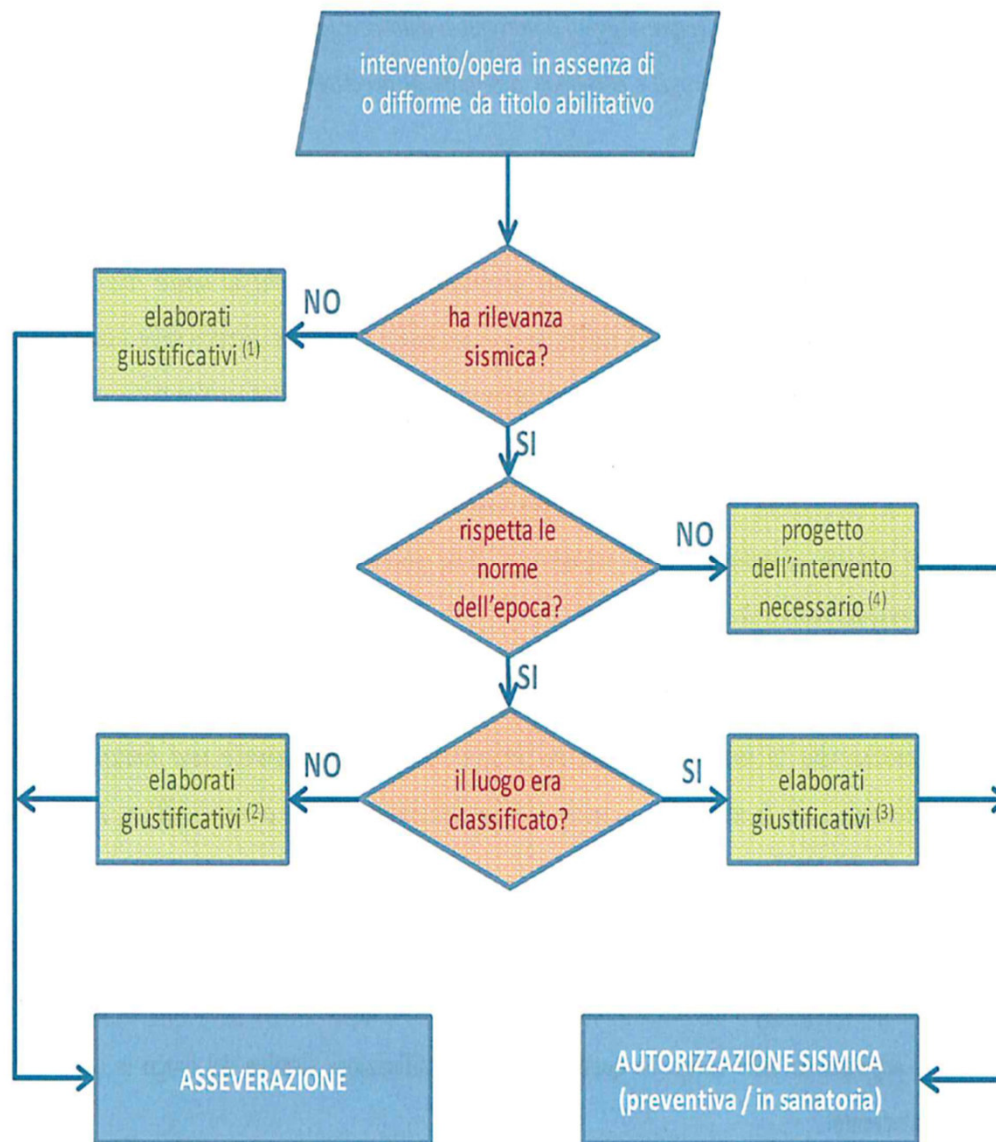 intervento/opera in assenza di
o difforme da titolo abilitativo
NO
elaborati
giustificativi (1)
ha rilevanza
sismica?
SI
rispetta le
norme
dell'epoca?
NO
progetto
dell'intervento
necessario (4)
SI
elaborati
giustificativi (2)
NO
il luogo era
classificato?
SI
elaborati
giustificativi (3)
ASSEVERAZIONE
AUTORIZZAZIONE SISMICA
(preventiva / in sanatoria)